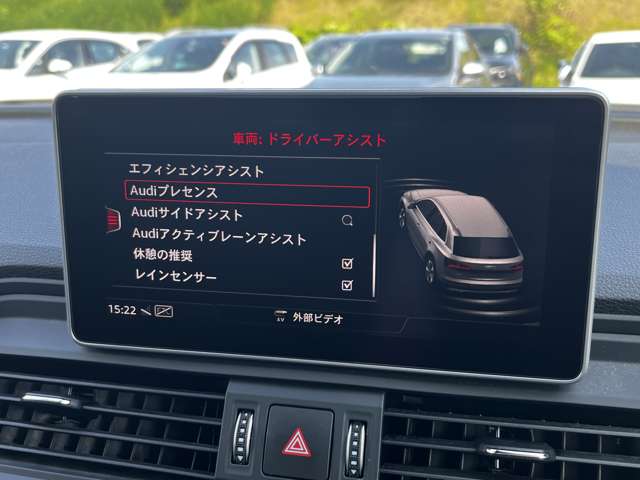 車両: ドライバーアシスト
エフィシェンシアシスト
Audiプレセンス
Audiサイドアシスト
Audiアクティブレーンアシスト
休憩の推奨
レインセンサー
15:22
AV 外部ビデオ